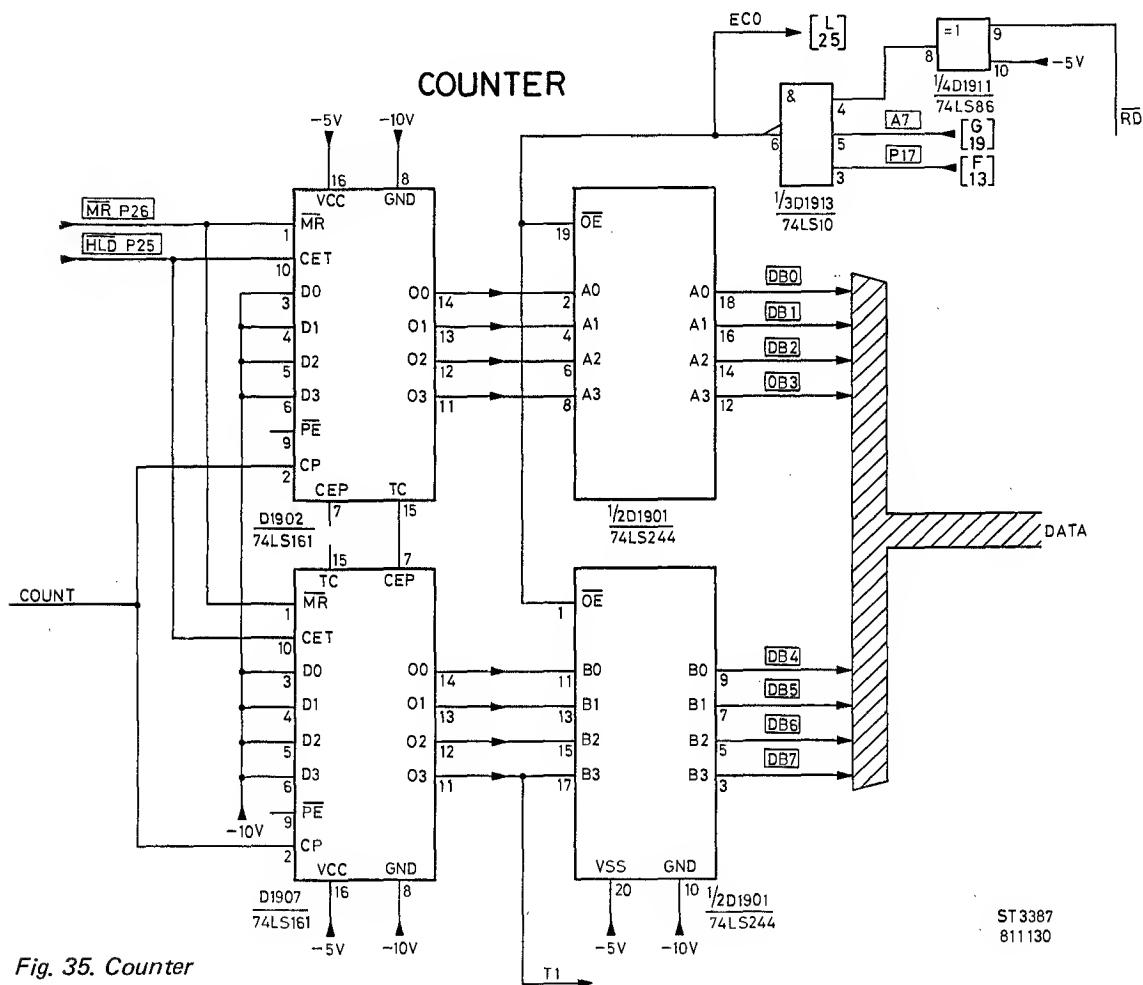 COUNTER
EC0
L
25
=1
9
8
10
-5V
1/4D1911
74LS86
RD
&
4
A7
5
G
19
6
P17
3
F
13
1/3D1913
74LS10
-5V
-10V
16
8
VCC
GND
MR P26
MR
1
HLD P25
CET
10
D0
3
D1
4
D2
5
D3
6
PE
9
CP
2
O0
14
O1
13
O2
12
O3
11
CEP
TC
7
15
D1902
74LS161
OE
19
A0
2
A1
4
A2
6
A3
8
A0
18
A1
16
A2
14
A3
12
DB0
DB1
DB2
OB3
1/2D1901
74LS244
DATA
15
7
TC
CEP
COUNT
MR
1
CET
10
D0
3
D1
4
D2
5
D3
6
PE
9
-10V
CP
2
O0
14
O1
13
O2
12
O3
11
VCC
GND
16
8
D1907
74LS161
-5V
-10V
OE
1
B0
11
B1
13
B2
15
B3
17
B0
9
B1
7
B2
5
B3
3
DB4
DB5
DB6
DB7
VSS
GND
20
10
1/2D1901
74LS244
-5V
-10V
T1
ST3387
811130
Fig. 35. Counter